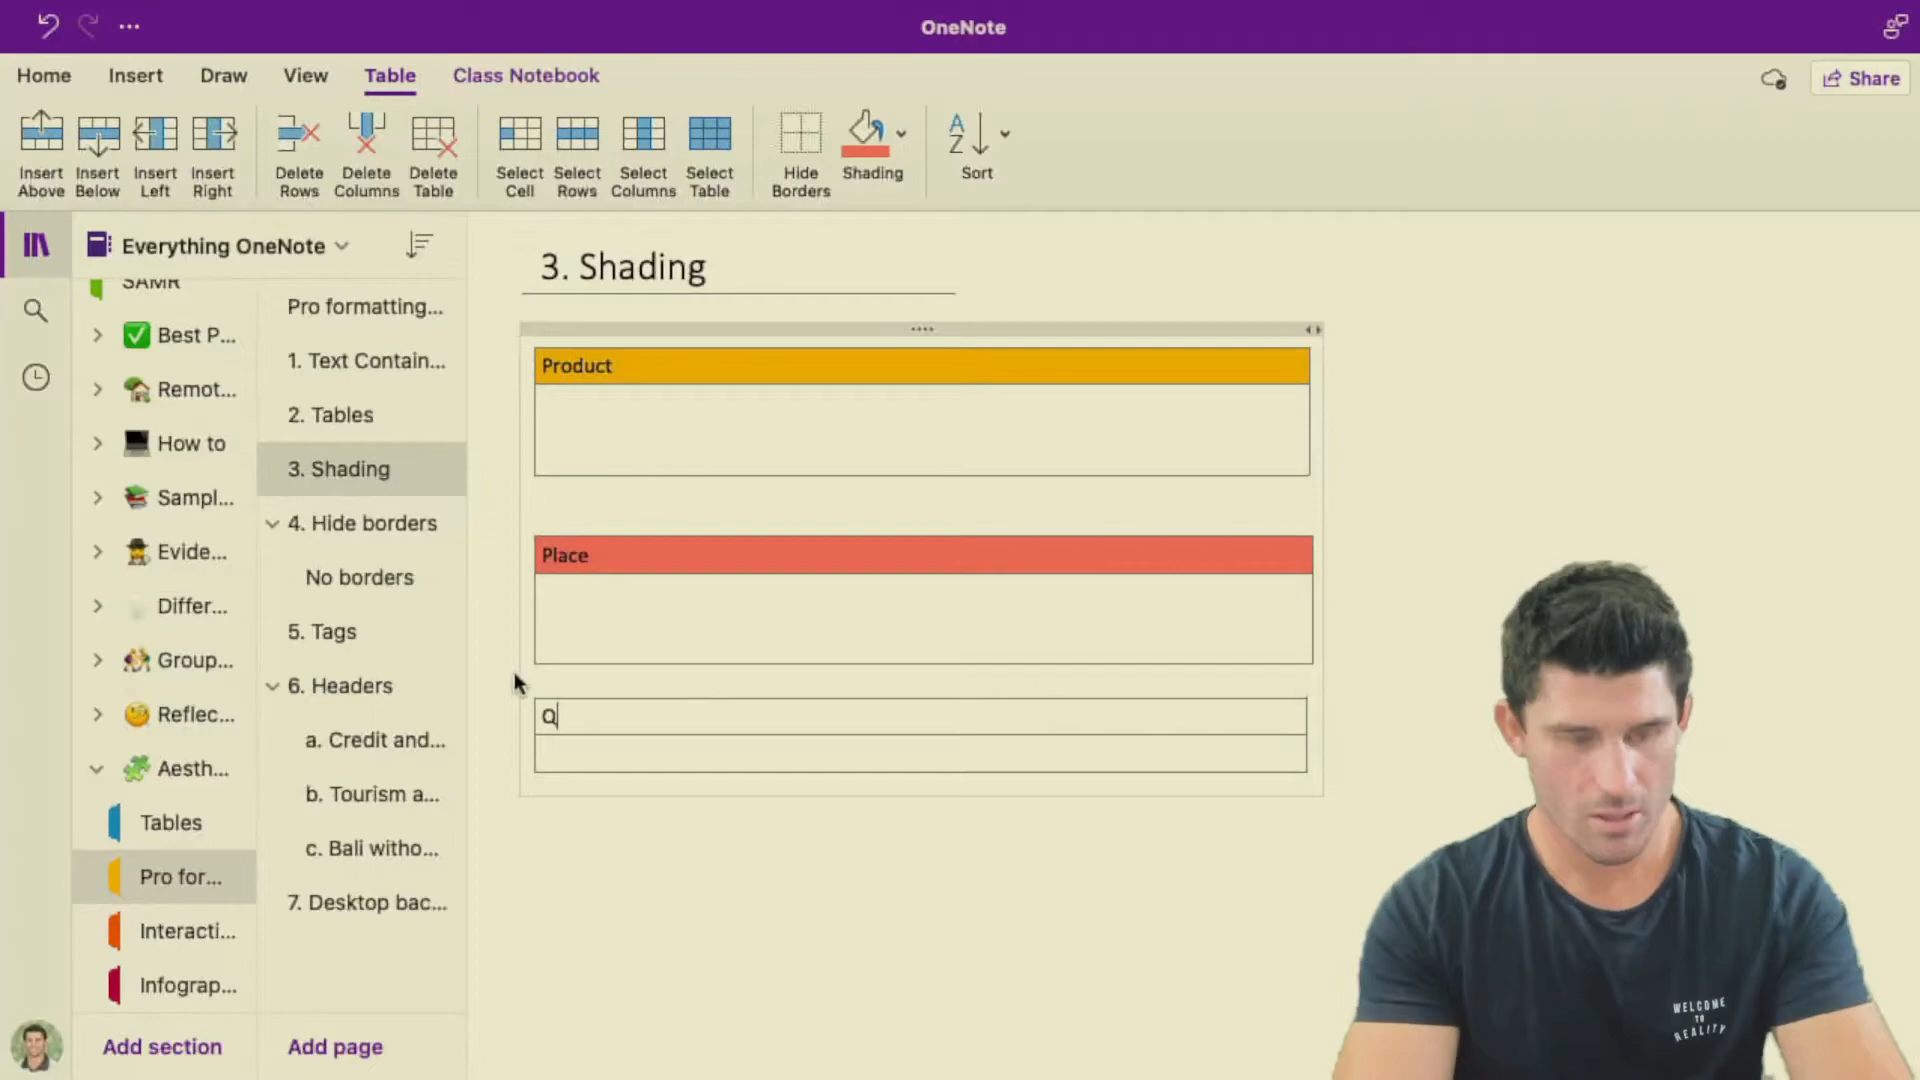 OneNote
Home Insert Draw View Table Class Notebook
Share
Insert Above
Insert Below
Insert Left
Insert Right
Delete Rows
Delete Columns
Delete Table
Select Cell
Select Rows
Select Columns
Select Table
Hide Borders
Shading
A
Z
Sort
Everything OneNote
SAMR
Best P...
Remot...
How to
Sampl...
Evide...
Differ...
Group...
Reflec...
Aesth...
Tables
Pro for...
Interacti...
Infograp...
Add section
Pro formatting...
1. Text Contain...
2. Tables
3. Shading
4. Hide borders
No borders
5. Tags
6. Headers
a. Credit and...
b. Tourism a...
c. Bali witho...
7. Desktop bac...
Add page
3. Shading
Product
Place
Q
WELCOME
TO
REALITY